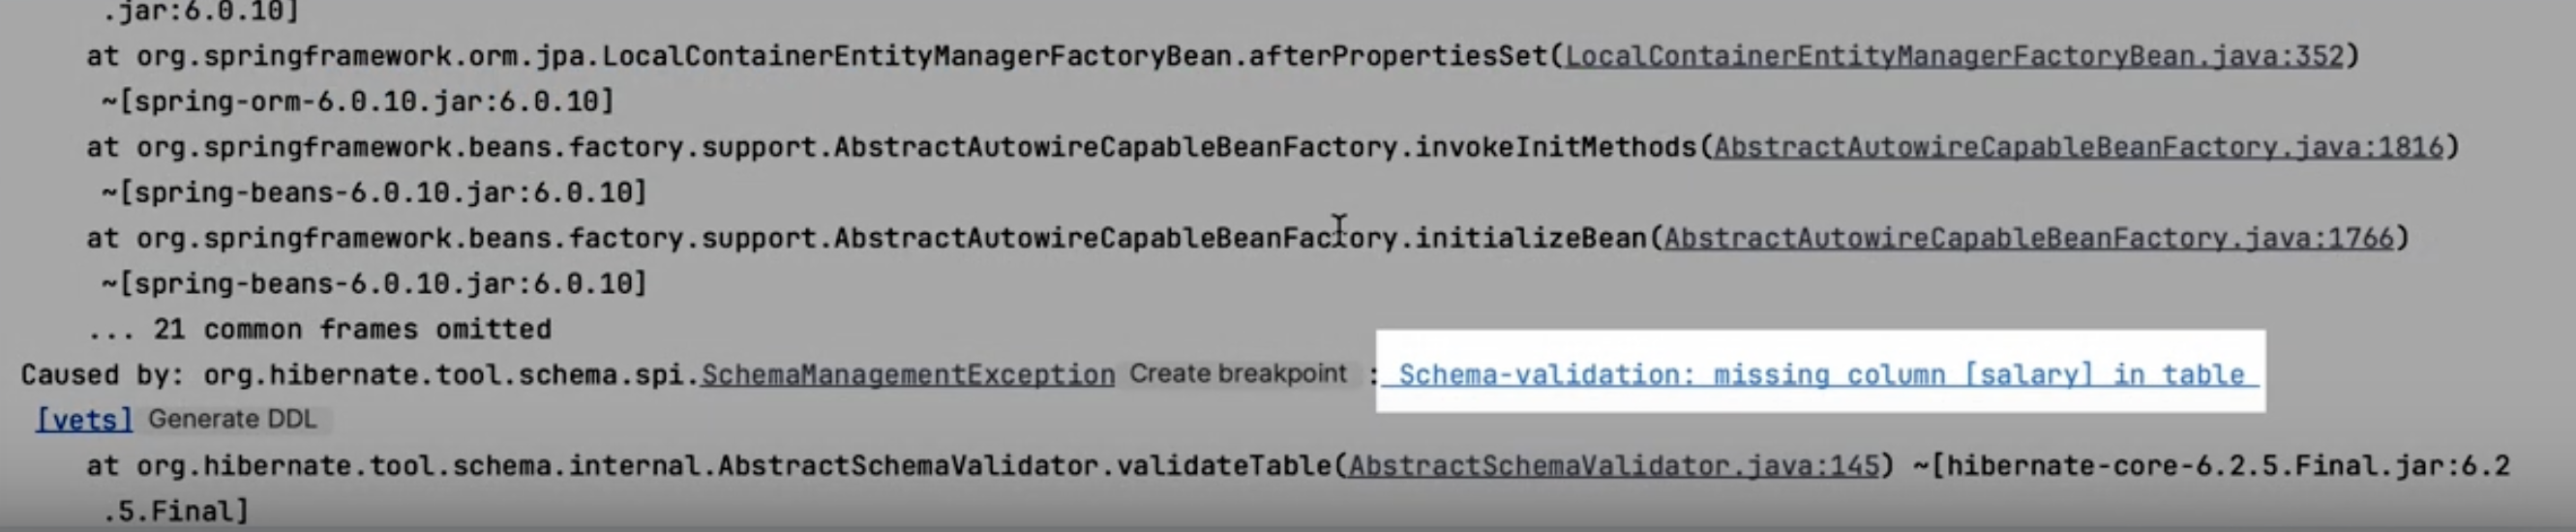 .jar:6.0.10]
at org.springframework.orm.jpa.LocalContainerEntityManagerFactoryBean.afterPropertiesSet(LocalContainerEntityManagerFactoryBean.java:352)
~[spring-orm-6.0.10.jar:6.0.10]
at org.springframework.beans.factory.support.AbstractAutowireCapableBeanFactory.invokeInitMethods(AbstractAutowireCapableBeanFactory.java:1816)
~[spring-beans-6.0.10.jar:6.0.10]
at org.springframework.beans.factory.support.AbstractAutowireCapableBeanFactory.initializeBean(AbstractAutowireCapableBeanFactory.java:1766)
~[spring-beans-6.0.10.jar:6.0.10]
... 21 common frames omitted
Caused by: org.hibernate.tool.schema.spi.SchemaManagementException Create breakpoint : Schema-validation: missing column [salary] in table
[vets] Generate DDL
at org.hibernate.tool.schema.internal.AbstractSchemaValidator.validateTable(AbstractSchemaValidator.java:145) ~[hibernate-core-6.2.5.Final.jar:6.2
.5.Final]